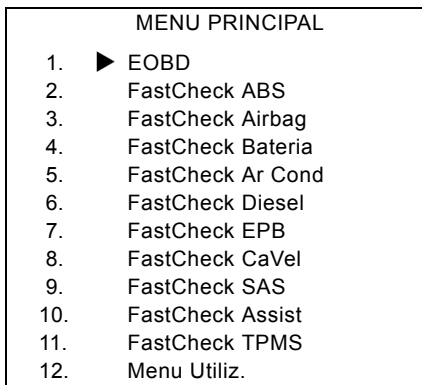 MENU PRINCIPAL
1. ▶ EOBD
2. FastCheck ABS
3. FastCheck Airbag
4. FastCheck Bateria
5. FastCheck Ar Cond
6. FastCheck Diesel
7. FastCheck EPB
8. FastCheck CaVel
9. FastCheck SAS
10. FastCheck Assist
11. FastCheck TPMS
12. Menu Utiliz.